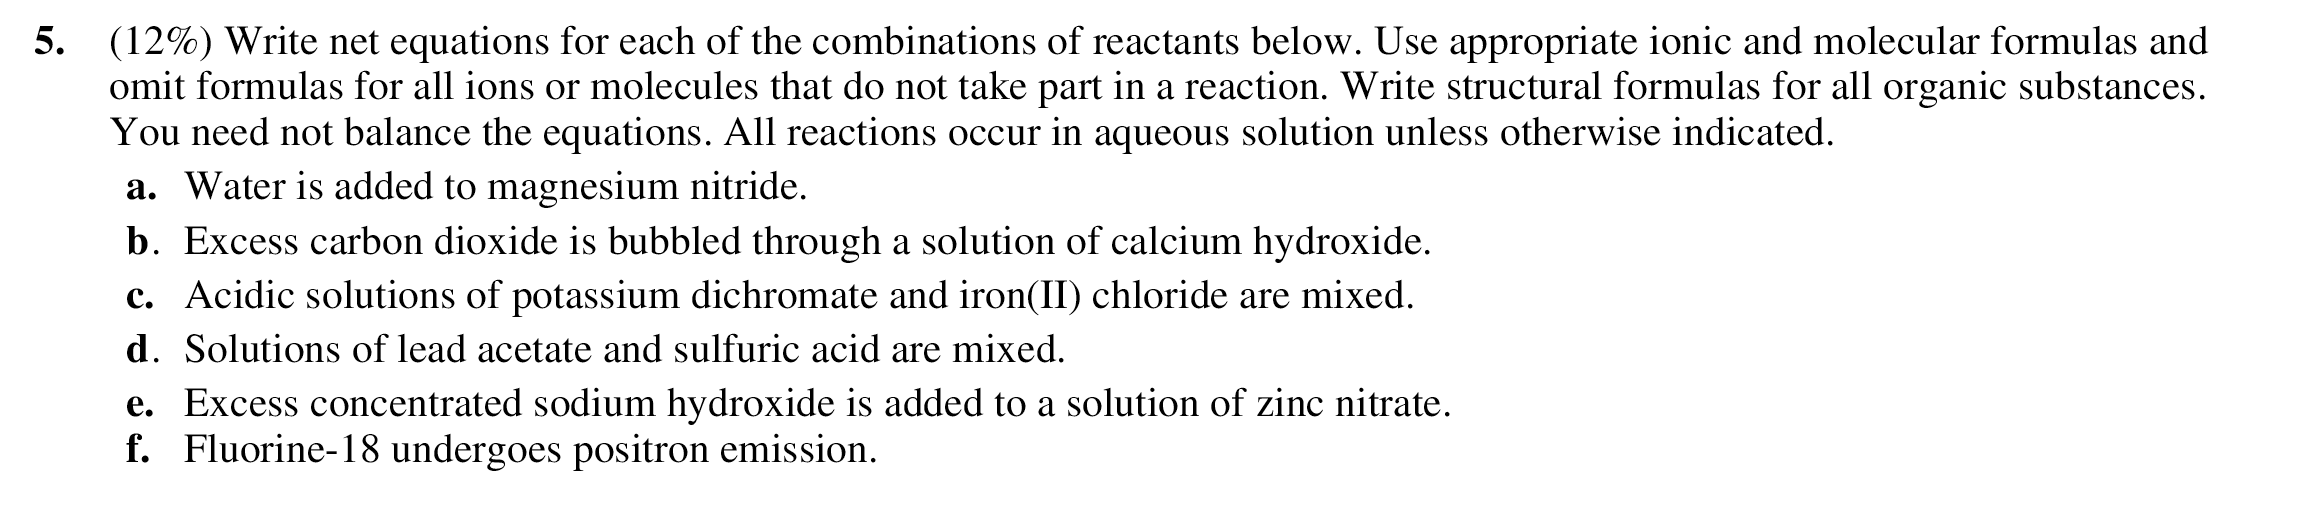 5. (12%) Write net equations for each of the combinations of reactants below. Use appropriate ionic and molecular formulas and
omit formulas for all ions or molecules that do not take part in a reaction. Write structural formulas for all organic substances.
You need not balance the equations. All reactions occur in aqueous solution unless otherwise indicated.
a. Water is added to magnesium nitride.
b. Excess carbon dioxide is bubbled through a solution of calcium hydroxide.
c. Acidic solutions of potassium dichromate and iron(II) chloride are mixed.
d. Solutions of lead acetate and sulfuric acid are mixed.
e. Excess concentrated sodium hydroxide is added to a solution of zinc nitrate.
f. Fluorine-18 undergoes positron emission.